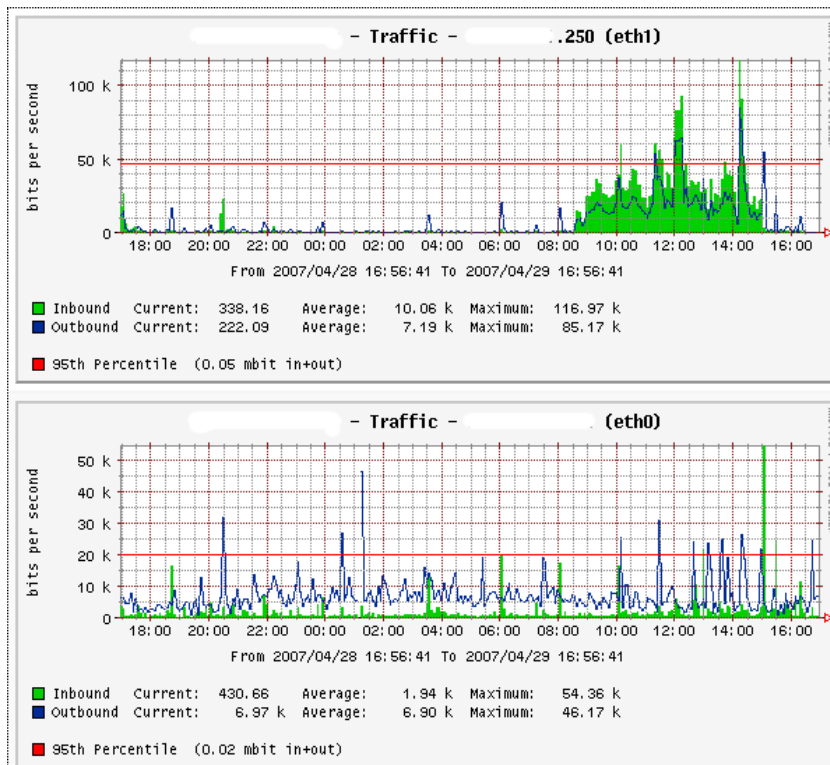 - Traffic - .250 (eth1)
bits per second
100 k
50 k
0
18:00 20:00 22:00 00:00 02:00 04:00 06:00 08:00 10:00 12:00 14:00 16:00
From 2007/04/28 16:56:41 To 2007/04/29 16:56:41
Inbound Current: 338.16 Average: 10.06 k Maximum: 116.97 k
Outbound Current: 222.09 Average: 7.19 k Maximum: 85.17 k
95th Percentile (0.05 mbit in+out)
- Traffic - (eth0)
bits per second
50 k
40 k
30 k
20 k
10 k
0
18:00 20:00 22:00 00:00 02:00 04:00 06:00 08:00 10:00 12:00 14:00 16:00
From 2007/04/28 16:56:41 To 2007/04/29 16:56:41
Inbound Current: 430.66 Average: 1.94 k Maximum: 54.36 k
Outbound Current: 6.97 k Average: 6.90 k Maximum: 46.17 k
95th Percentile (0.02 mbit in+out)